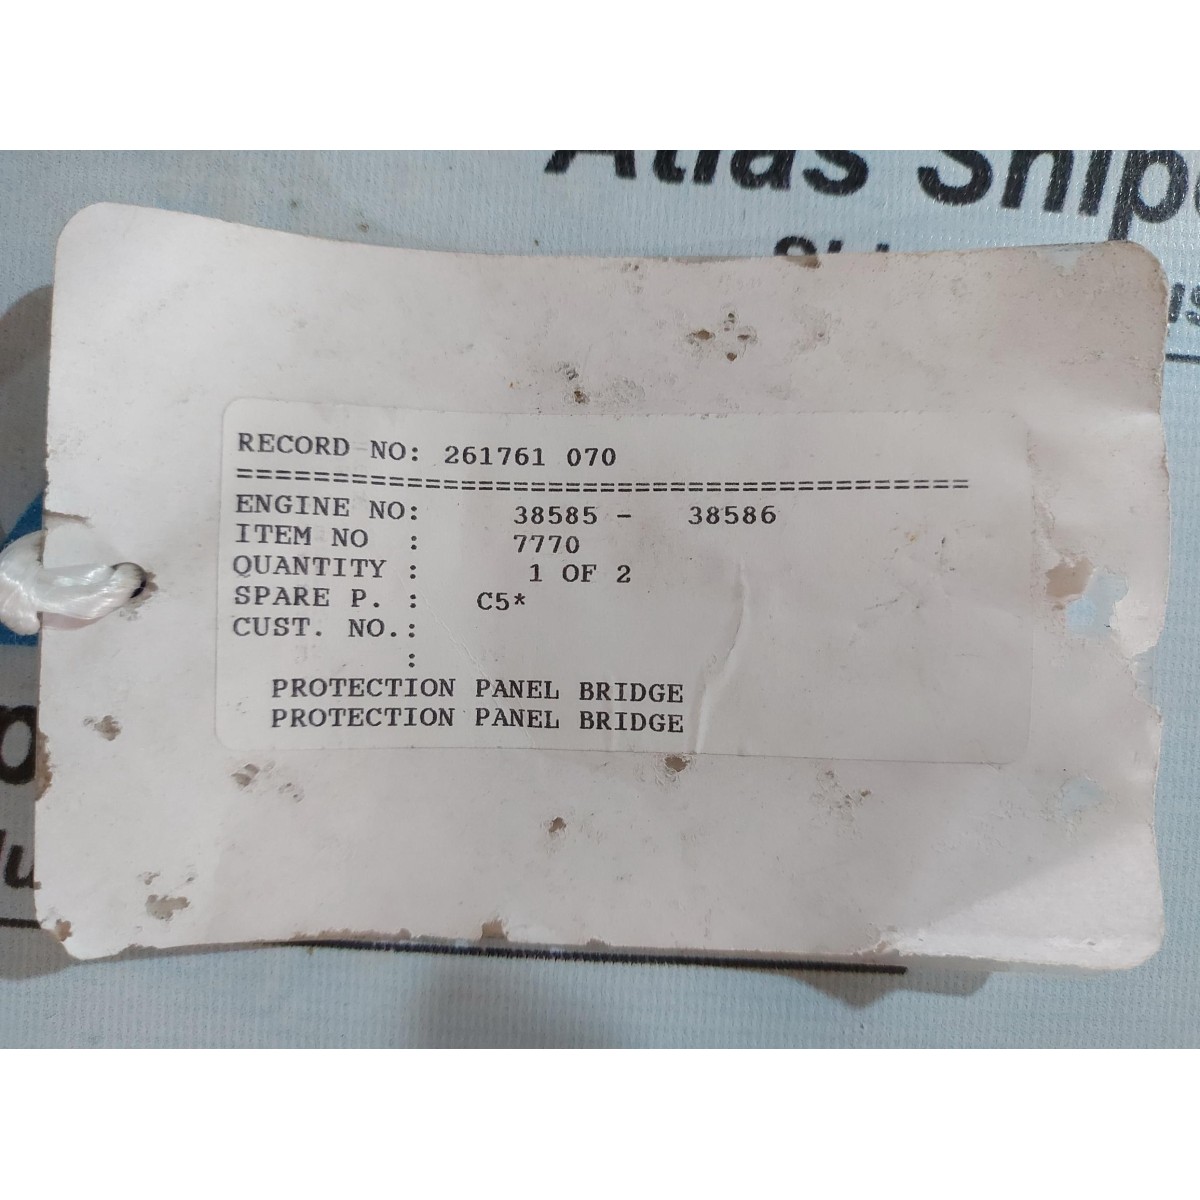 Atlas Ship
RECORD NO: 261761 070
======================================
ENGINE NO: 38585 - 38586
ITEM NO : 7770
QUANTITY : 1 OF 2
SPARE P. : C5*
CUST. NO.:
:
PROTECTION PANEL BRIDGE
PROTECTION PANEL BRIDGE